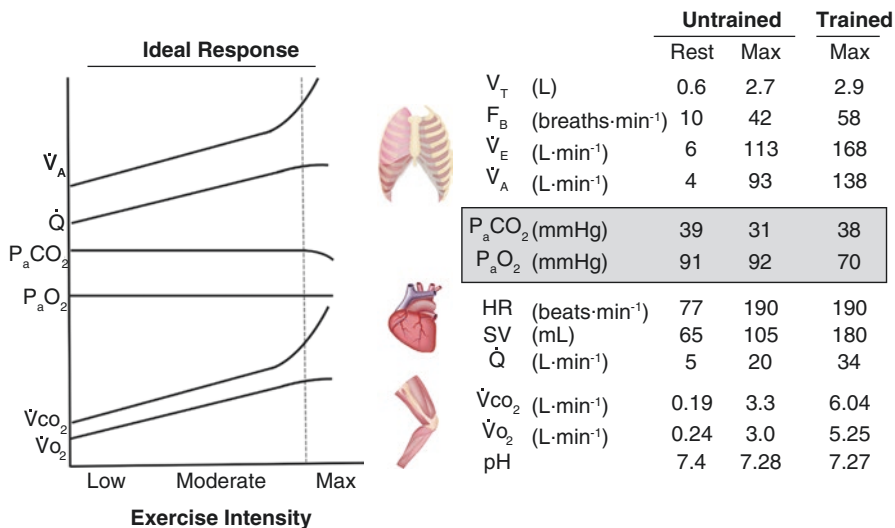 Ideal Response
V̇A
Q̇
PaCO2
PaO2
V̇CO2
V̇O2
Low Moderate Max
Exercise Intensity
Untrained Trained
Rest Max Max
VT (L) 0.6 2.7 2.9
FB (breaths·min-1) 10 42 58
V̇E (L·min-1) 6 113 168
V̇A (L·min-1) 4 93 138
PaCO2 (mmHg) 39 31 38
PaO2 (mmHg) 91 92 70
HR (beats·min-1) 77 190 190
SV (mL) 65 105 180
Q̇ (L·min-1) 5 20 34
V̇CO2 (L·min-1) 0.19 3.3 6.04
V̇O2 (L·min-1) 0.24 3.0 5.25
pH 7.4 7.28 7.27